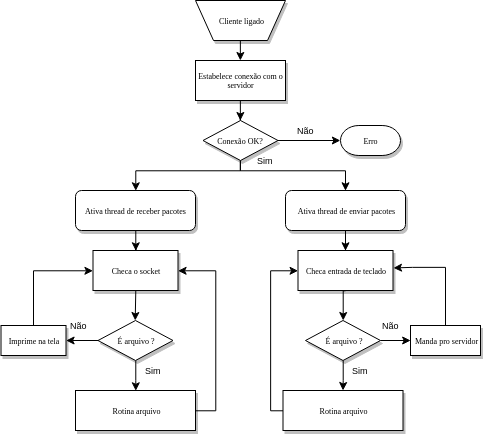 Cliente ligado
Estabelece conexão com o
servidor
Conexão OK?
Não
Erro
Sim
Ativa thread de receber pacotes
Ativa thread de enviar pacotes
Checa o socket
Checa entrada de teclado
Imprime na tela
Não
É arquivo ?
É arquivo ?
Não
Manda pro servidor
Sim
Sim
Rotina arquivo
Rotina arquivo